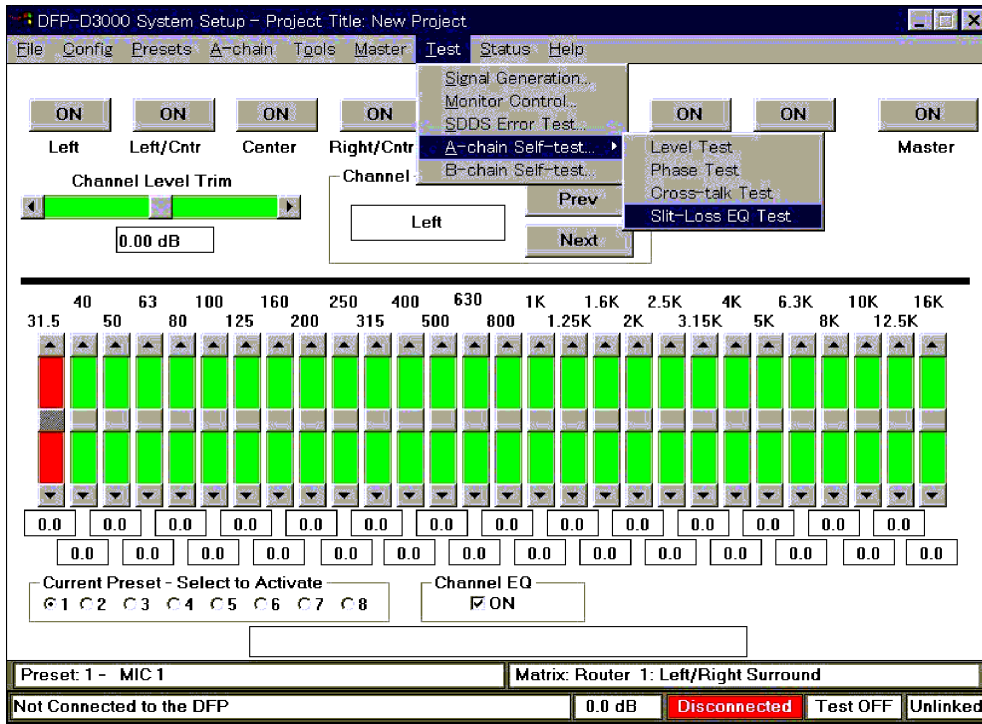 DFP-D3000 System Setup - Project Title: New Project
File Config Presets A-chain Tools Master Test Status Help
Signal Generation...
Monitor Control...
SDDS Error Test...
A-chain Self-test...
B-chain Self-test...
Level Test
Phase Test
Cross-talk Test
Slit-Loss EQ Test
ON ON ON ON ON ON ON
Left Left/Cntr Center Right/Cntr Master
Channel Level Trim
0.00 dB
Channel
Left
Prev
Next
40 63 100 160 250 400 630 1K 1.6K 2.5K 4K 6.3K 10K 16K
31.5 50 80 125 200 315 500 800 1.25K 2K 3.15K 5K 8K 12.5K
0.0 0.0 0.0 0.0 0.0 0.0 0.0 0.0 0.0 0.0 0.0 0.0 0.0 0.0
0.0 0.0 0.0 0.0 0.0 0.0 0.0 0.0 0.0 0.0 0.0 0.0 0.0 0.0
Current Preset - Select to Activate
1 2 3 4 5 6 7 8
Channel EQ
ON
Preset: 1 - MIC 1
Matrix: Router 1: Left/Right Surround
Not Connected to the DFP
0.0 dB
Disconnected
Test OFF
Unlinked